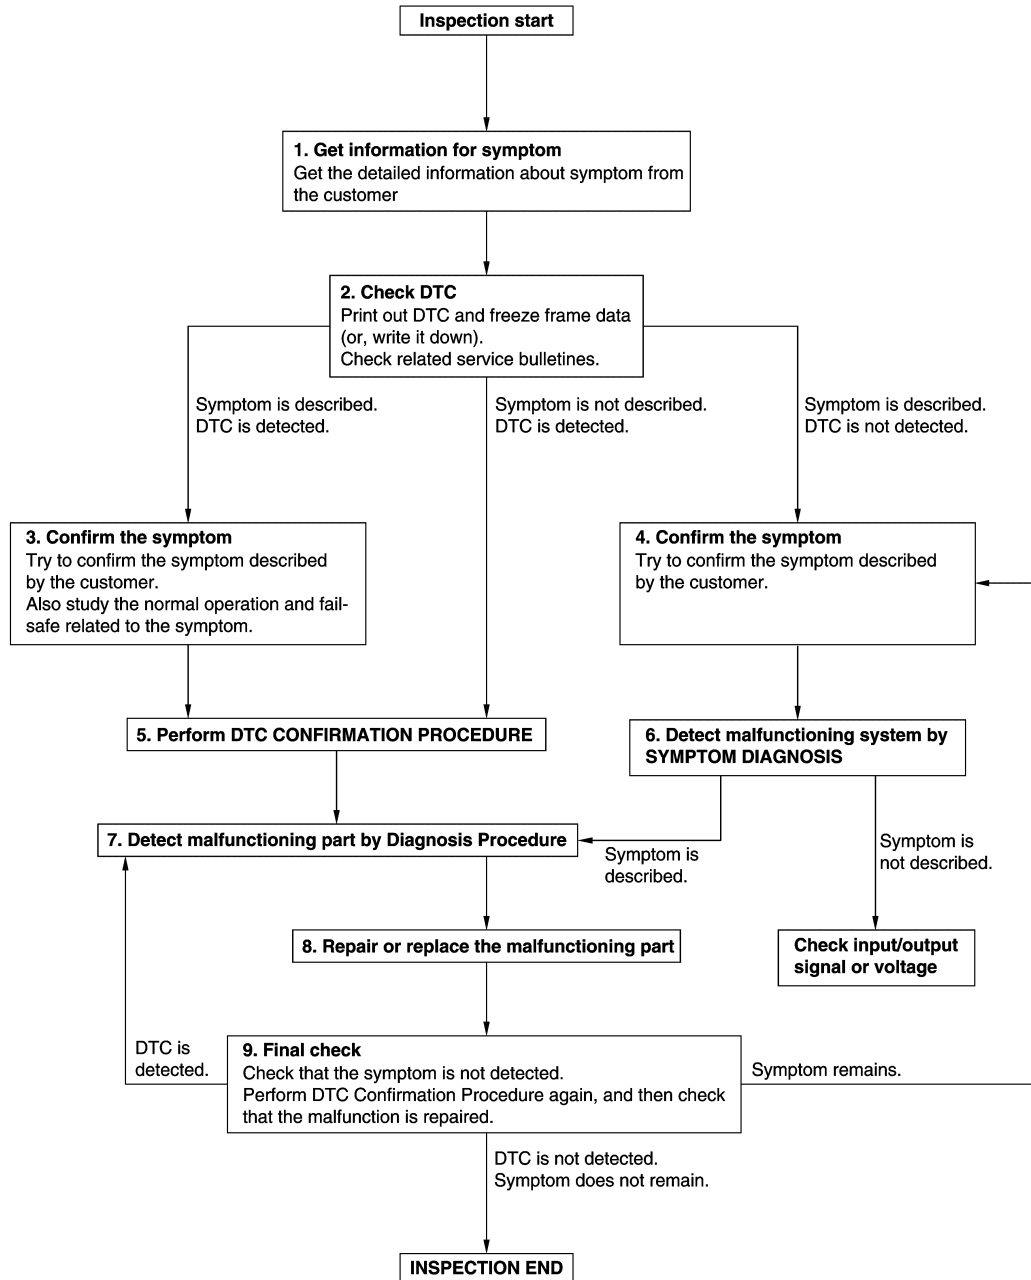 Inspection start
1. Get information for symptom
Get the detailed information about symptom from
the customer
2. Check DTC
Print out DTC and freeze frame data
(or, write it down).
Check related service bulletines.
Symptom is described.
DTC is detected.
Symptom is not described.
DTC is detected.
Symptom is described.
DTC is not detected.
3. Confirm the symptom
Try to confirm the symptom described
by the customer.
Also study the normal operation and fail-
safe related to the symptom.
4. Confirm the symptom
Try to confirm the symptom described
by the customer.
5. Perform DTC CONFIRMATION PROCEDURE
6. Detect malfunctioning system by
SYMPTOM DIAGNOSIS
7. Detect malfunctioning part by Diagnosis Procedure
Symptom is
described.
Symptom is
not described.
8. Repair or replace the malfunctioning part
Check input/output
signal or voltage
DTC is
detected.
9. Final check
Check that the symptom is not detected.
Perform DTC Confirmation Procedure again, and then check
that the malfunction is repaired.
Symptom remains.
DTC is not detected.
Symptom does not remain.
INSPECTION END